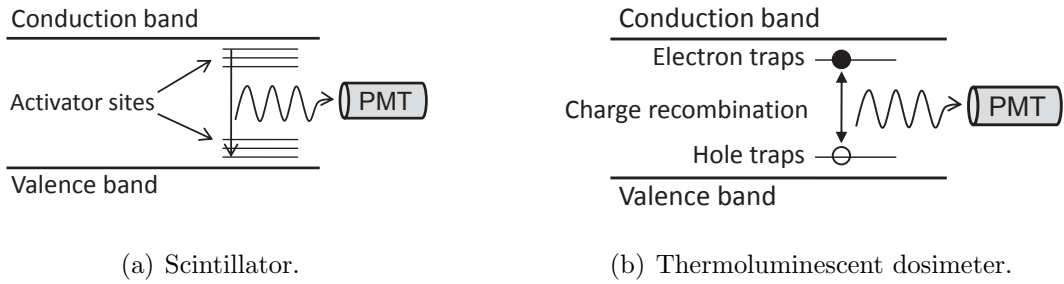 Conduction band
Activator sites
PMT
Valence band
(a) Scintillator.
Conduction band
Electron traps
Charge recombination
PMT
Hole traps
Valence band
(b) Thermoluminescent dosimeter.